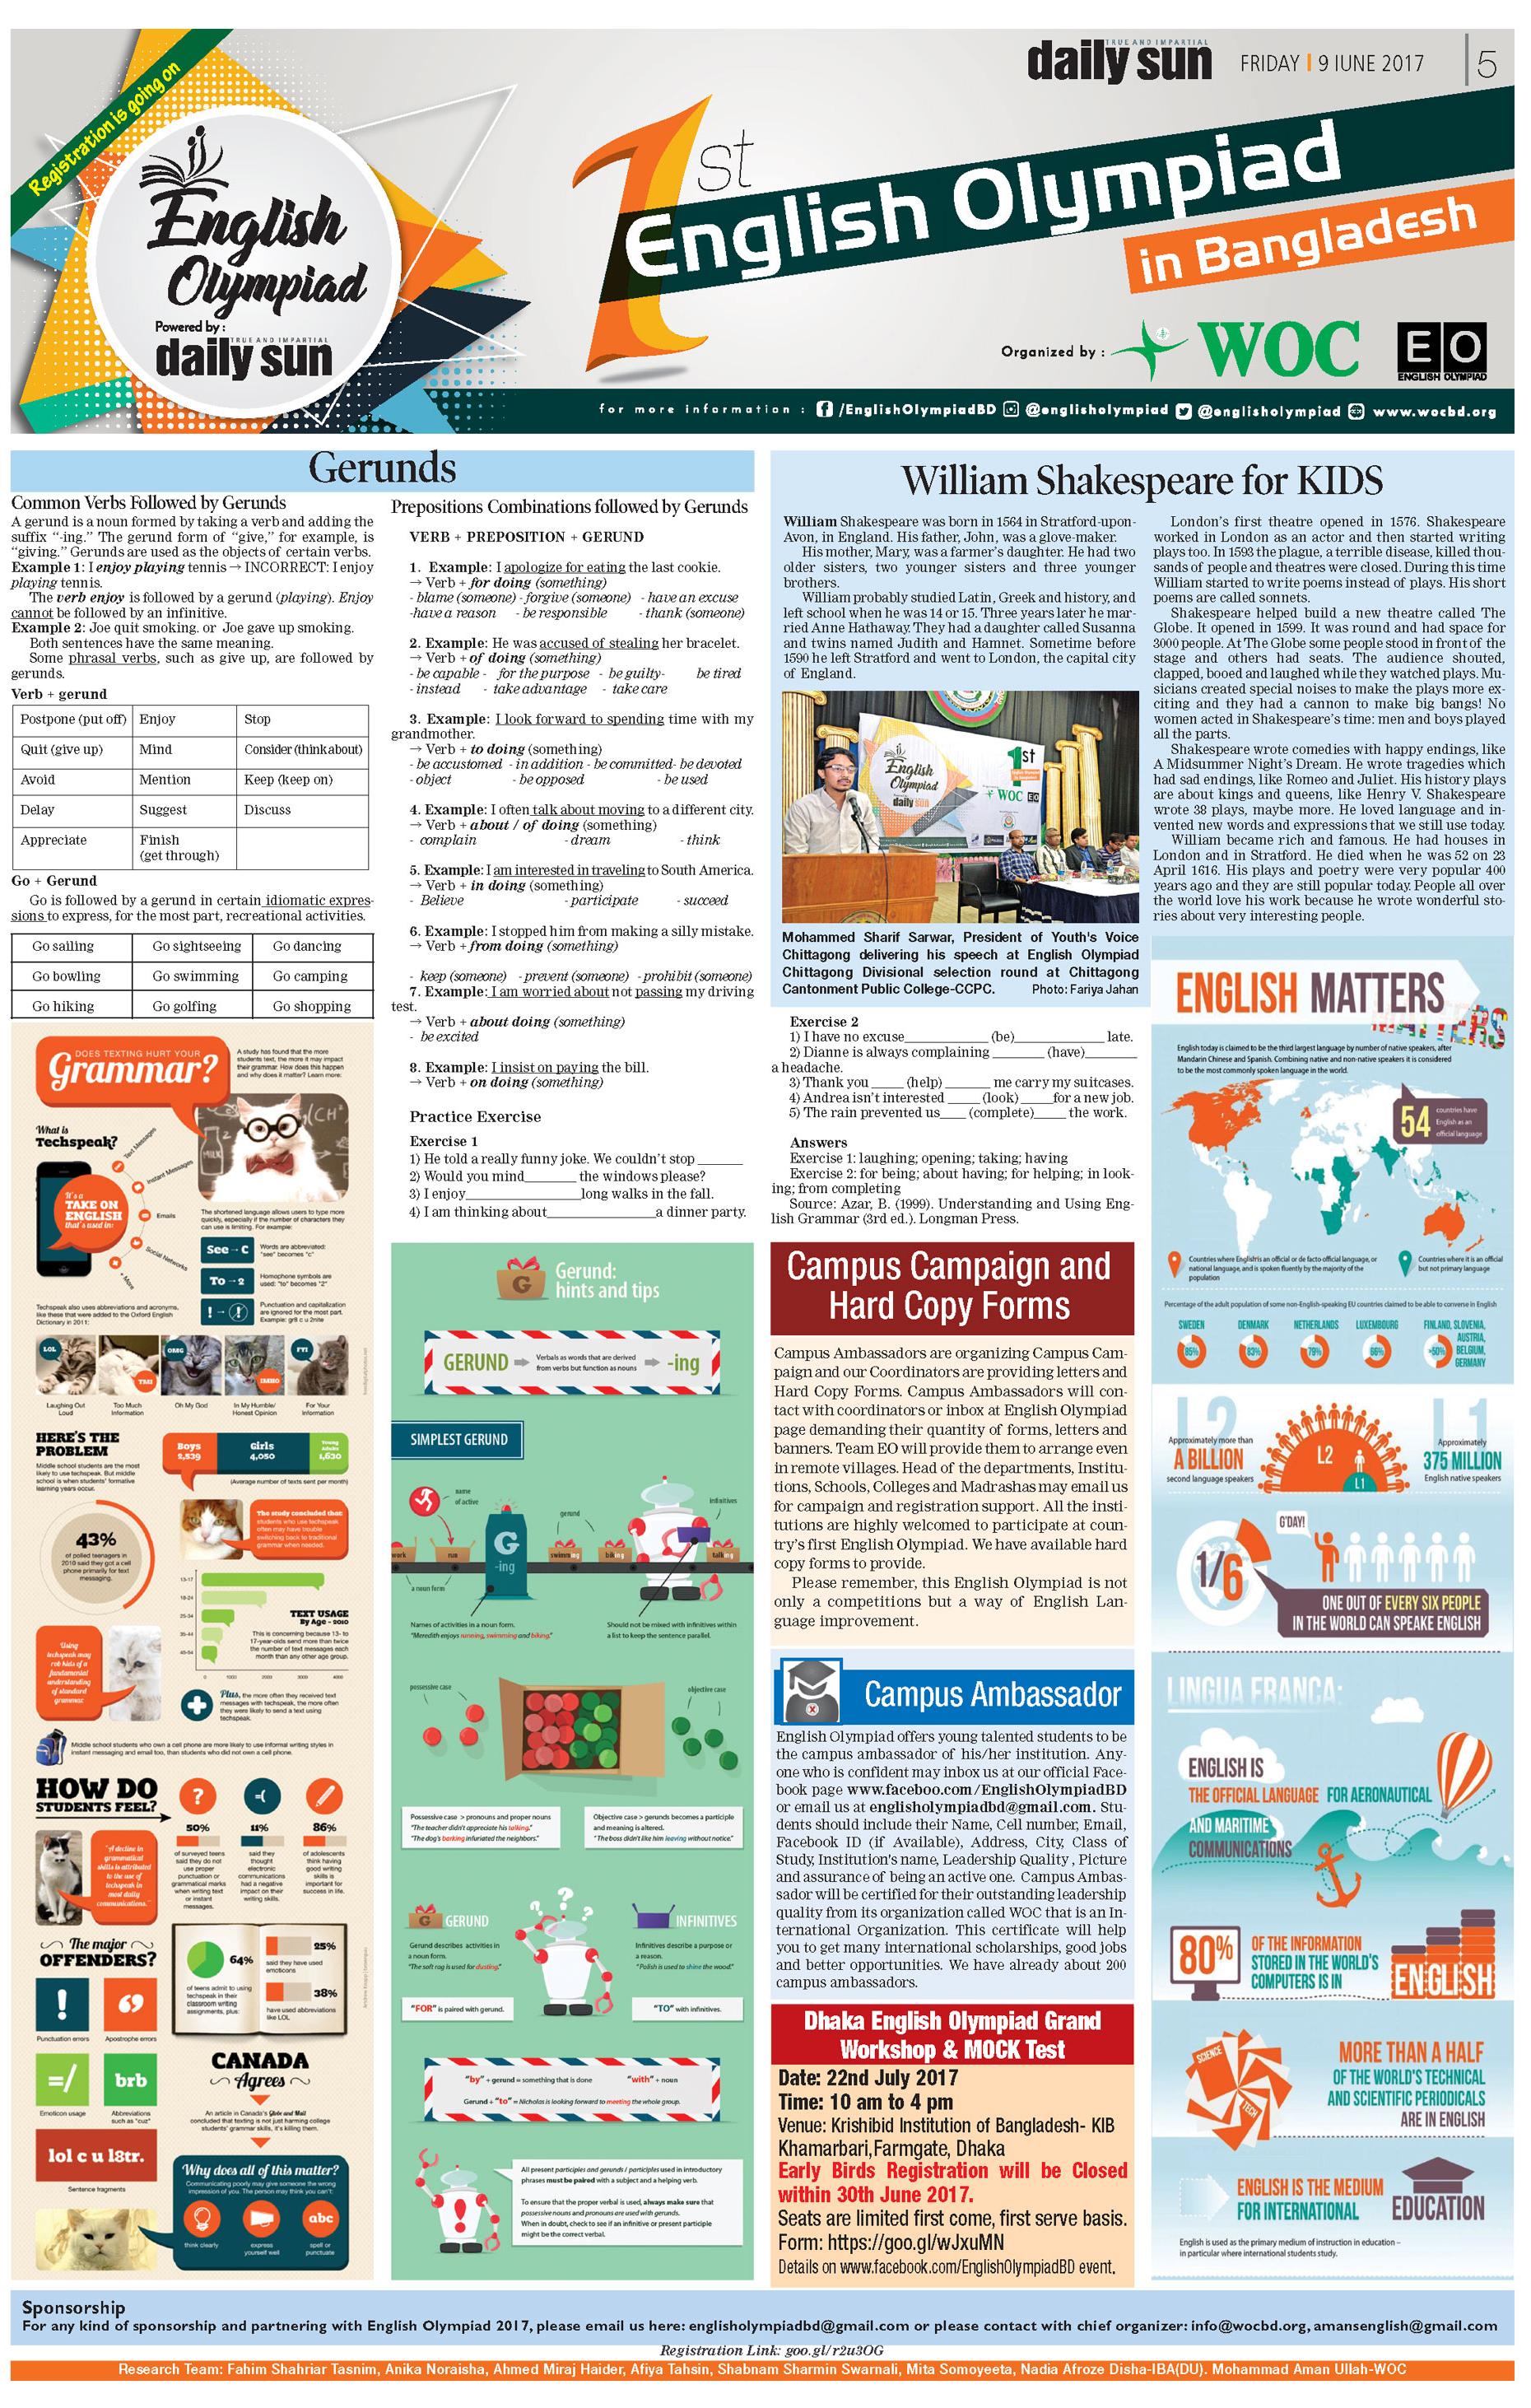 Registration is going on
English
Olympiad
Powered by :
TRUE AND IMPARTIAL
daily sun
TRUE AND IMPARTIAL
daily sun
FRIDAY | 9 JUNE 2017
5
1st
English Olympiad
in Bangladesh
Organized by :
WOC
EO
ENGLISH OLYMPIAD
for more information : /EnglishOlympiadBD @englisholympiad @englisholympiad www.wocbd.org
Gerunds
Common Verbs Followed by Gerunds
A gerund is a noun formed by taking a verb and adding the
suffix “-ing.” The gerund form of “give,” for example, is
“giving.” Gerunds are used as the objects of certain verbs.
Example 1: I enjoy playing tennis → INCORRECT: I enjoy
playing tennis.
The verb enjoy is followed by a gerund (playing). Enjoy
cannot be followed by an infinitive.
Example 2: Joe quit smoking. or Joe gave up smoking.
Both sentences have the same meaning.
Some phrasal verbs, such as give up, are followed by
gerunds.
Verb + gerund
Postpone (put off) Enjoy Stop
Quit (give up) Mind Consider (think about)
Avoid Mention Keep (keep on)
Delay Suggest Discuss
Appreciate Finish
(get through)
Go + Gerund
Go is followed by a gerund in certain idiomatic expres-
sions to express, for the most part, recreational activities.
Go sailing Go sightseeing Go dancing
Go bowling Go swimming Go camping
Go hiking Go golfing Go shopping
Prepositions Combinations followed by Gerunds
VERB + PREPOSITION + GERUND
1. Example: I apologize for eating the last cookie.
→ Verb + for doing (something)
- blame (someone) - forgive (someone) - have an excuse
-have a reason - be responsible - thank (someone)
2. Example: He was accused of stealing her bracelet.
→ Verb + of doing (something)
- be capable - for the purpose - be guilty- be tired
- instead - take advantage - take care
3. Example: I look forward to spending time with my
grandmother.
→ Verb + to doing (something)
- be accustomed - in addition - be committed- be devoted
- object - be opposed - be used
4. Example: I often talk about moving to a different city.
→ Verb + about / of doing (something)
- complain - dream - think
5. Example: I am interested in traveling to South America.
→ Verb + in doing (something)
- Believe - participate - succeed
6. Example: I stopped him from making a silly mistake.
→ Verb + from doing (something)
- keep (someone) - prevent (someone) - prohibit (someone)
7. Example: I am worried about not passing my driving
test.
→ Verb + about doing (something)
- be excited
8. Example: I insist on paying the bill.
→ Verb + on doing (something)
Practice Exercise
Exercise 1
1) He told a really funny joke. We couldn’t stop ______
2) Would you mind_______ the windows please?
3) I enjoy________________long walks in the fall.
4) I am thinking about_______________a dinner party.
William Shakespeare for KIDS
William Shakespeare was born in 1564 in Stratford-upon-
Avon, in England. His father, John, was a glove-maker.
His mother, Mary, was a farmer’s daughter. He had two
older sisters, two younger sisters and three younger
brothers.
William probably studied Latin, Greek and history, and
left school when he was 14 or 15. Three years later he mar-
ried Anne Hathaway. They had a daughter called Susanna
and twins named Judith and Hamnet. Sometime before
1590 he left Stratford and went to London, the capital city
of England.
English
Olympiad
daily sun
1st
WOC EO
Mohammed Sharif Sarwar, President of Youth's Voice
Chittagong delivering his speech at English Olympiad
Chittagong Divisional selection round at Chittagong
Cantonment Public College-CCPC. Photo: Fariya Jahan
London’s first theatre opened in 1576. Shakespeare
worked in London as an actor and then started writing
plays too. In 1593 the plague, a terrible disease, killed thou-
sands of people and theatres were closed. During this time
William started to write poems instead of plays. His short
poems are called sonnets.
Shakespeare helped build a new theatre called The
Globe. It opened in 1599. It was round and had space for
3000 people. At The Globe some people stood in front of the
stage and others had seats. The audience shouted,
clapped, booed and laughed while they watched plays. Mu-
sicians created special noises to make the plays more ex-
citing and they had a cannon to make big bangs! No
women acted in Shakespeare’s time: men and boys played
all the parts.
Shakespeare wrote comedies with happy endings, like
A Midsummer Night’s Dream. He wrote tragedies which
had sad endings, like Romeo and Juliet. His history plays
are about kings and queens, like Henry V. Shakespeare
wrote 38 plays, maybe more. He loved language and in-
vented new words and expressions that we still use today.
William became rich and famous. He had houses in
London and in Stratford. He died when he was 52 on 23
April 1616. His plays and poetry were very popular 400
years ago and they are still popular today. People all over
the world love his work because he wrote wonderful sto-
ries about very interesting people.
Exercise 2
1) I have no excuse____________ (be)_____________ late.
2) Dianne is always complaining _______ (have)_______
a headache.
3) Thank you ____ (help) ______ me carry my suitcases.
4) Andrea isn’t interested ____ (look) ____for a new job.
5) The rain prevented us___ (complete)____ the work.
Answers
Exercise 1: laughing; opening; taking; having
Exercise 2: for being; about having; for helping; in look-
ing; from completing
Source: Azar, B. (1999). Understanding and Using Eng-
lish Grammar (3rd ed.). Longman Press.
Campus Campaign and
Hard Copy Forms
Campus Ambassadors are organizing Campus Cam-
paign and our Coordinators are providing letters and
Hard Copy Forms. Campus Ambassadors will con-
tact with coordinators or inbox at English Olympiad
page demanding their quantity of forms, letters and
banners. Team EO will provide them to arrange even
in remote villages. Head of the departments, Institu-
tions, Schools, Colleges and Madrashas may email us
for campaign and registration support. All the insti-
tutions are highly welcomed to participate at coun-
try’s first English Olympiad. We have available hard
copy forms to provide.
Please remember, this English Olympiad is not
only a competitions but a way of English Lan-
guage improvement.
Campus Ambassador
English Olympiad offers young talented students to be
the campus ambassador of his/her institution. Any-
one who is confident may inbox us at our official Face-
book page www.faceboo.com/EnglishOlympiadBD
or email us at englisholympiadbd@gmail.com. Stu-
dents should include their Name, Cell number, Email,
Facebook ID (if Available), Address, City, Class of
Study, Institution's name, Leadership Quality , Picture
and assurance of being an active one. Campus Ambas-
sador will be certified for their outstanding leadership
quality from its organization called WOC that is an In-
ternational Organization. This certificate will help
you to get many international scholarships, good jobs
and better opportunities. We have already about 200
campus ambassadors.
Dhaka English Olympiad Grand
Workshop & MOCK Test
Date: 22nd July 2017
Time: 10 am to 4 pm
Venue: Krishibid Institution of Bangladesh- KIB
Khamarbari,Farmgate, Dhaka
Early Birds Registration will be Closed
within 30th June 2017.
Seats are limited first come, first serve basis.
Form: https://goo.gl/wJxuMN
Details on www.facebook.com/EnglishOlympiadBD event.
DOES TEXTING HURT YOUR
Grammar?
A study has found that the more
students text, the more it may impact
their grammar. How does this happen
and why does it matter? Learn more:
What is
Techspeak?
It's a
TAKE ON
ENGLISH
that's used in:
Text Messages
Instant Messages
Emails
Social Networks
+ More
The shortened language allows users to type more
quickly, especially if the number of characters they
can use is limiting. For example:
See → C
Words are abbreviated:
"see" becomes "c"
To → 2
Homophone symbols are
used: "to" becomes "2"
Punctuation and capitalization
are ignored for the most part.
Example: gr8 c u 2nite
Techspeak also uses abbreviations and acronyms,
like these that were added to the Oxford English
Dictionary in 2011:
LOL
TMI
OMG
IMHO
FYI
Laughing Out
Loud
Too Much
Information
Oh My God
In My Humble/
Honest Opinion
For Your
Information
HERE'S THE
PROBLEM
Middle school students are the most
likely to use techspeak. But middle
school is when students' formative
learning years occur.
Boys
2,539
Girls
4,050
Young
Adults
1,630
(Average number of texts sent per month)
43%
of polled teenagers in
2010 said they got a cell
phone primarily for text
messaging.
The study concluded that
students who use techspeak
often may have trouble
switching back to traditional
grammar when needed.
13-17
18-24
25-34
35-44
45-54
0 1000 2000 3000 4000
TEXT USAGE
By Age - 2010
This is concerning because 13- to
17-year-olds send more than twice
the number of text messages each
month than any other age group.
Using
techspeak may
rob kids of a
fundamental
understanding
of standard
grammar.
Plus, the more often they received text
messages with techspeak, the more often
they were likely to send a text using
techspeak.
Middle school students who own a cell phone are more likely to use informal writing styles in
instant messaging and email too, than students who did not own a cell phone.
HOW DO
STUDENTS FEEL?
50%
of surveyed teens
said they do not
use proper
punctuation or
grammatical marks
when writing text
or instant
messages.
11%
said they
thought
electronic
communications
had a negative
impact on their
writing skills.
86%
of adolescents
think having
good writing
skills is
important for
success in life.
"A decline in
grammatical
skills is attributed
to the use of
techspeak in
most daily
communications."
The major
OFFENDERS?
!
Punctuation errors
Apostrophe errors
=/
Emoticon usage
brb
Abbreviations
such as "cuz"
lol c u l8tr.
Sentence fragments
64%
of teens admit to using
techspeak in their
classroom writing
assignments, plus:
25%
said they have used
emoticons
38%
have used abbreviations
like LOL
CANADA
Agrees
An article in Canada's Globe and Mail
concluded that texting is not just harming college
students' grammar skills, it's killing them.
Why does all of this matter?
Communicating poorly may give someone the wrong
impression of you. The person may think you can't:
think clearly
express
yourself well
abc
spell or
punctuate
G
Gerund:
hints and tips
GERUND
Verbals as words that are derived
from verbs but function as nouns
-ing
SIMPLEST GERUND
name
of active
G
-ing
gerund
infinitives
work
run
swimming
biking
talking
a noun form
Names of activities in a noun form.
"Meredith enjoys running, swimming and biking."
Should not be mixed with infinitives within
a list to keep the sentence parallel.
possessive case
objective case
Possessive case > pronouns and proper nouns
"The teacher didn't appreciate his talking."
"The dog's barking infuriated the neighbors."
Objective case > gerunds becomes a participle
and meaning is altered.
"The boss didn't like him leaving without notice."
G
GERUND
INFINITIVES
Gerund describes activities in
a noun form.
"The soft rag is used for dusting."
Infinitives describe a purpose or
a reason.
"Polish is used to shine the wood."
"FOR" is paired with gerund.
"TO" with infinitives.
"by" + gerund = something that is done "with" + noun
Gerund + "to" = Nicholas is looking forward to meeting the whole group.
All present participles and gerunds / participles used in introductory
phrases must be paired with a subject and a helping verb.
To ensure that the proper verbal is used, always make sure that
possessive nouns and pronouns are used with gerunds.
When in doubt, check to see if an infinitive or present participle
might be the correct verbal.
ENGLISH MATTERS
MATTERS
English today is claimed to be the third largest language by number of native speakers, after
Mandarin Chinese and Spanish. Combining native and non-native speakers it is considered
to be the most commonly spoken language in the world.
54
countries have
English as an
official language
Countries where English is an official or de facto official language, or
national language, and is spoken fluently by the majority of the
population
Countries where it is an official
but not primary language
Percentage of the adult population of some non-English-speaking EU countries claimed to be able to converse in English
SWEDEN
85%
DENMARK
83%
NETHERLANDS
79%
LUXEMBOURG
66%
FINLAND, SLOVENIA,
AUSTRIA,
BELGIUM,
GERMANY
>50%
L2
Approximately more than
A BILLION
second language speakers
L2
L1
L1
Approximately
375 MILLION
English native speakers
1/6
G'DAY!
ONE OUT OF EVERY SIX PEOPLE
IN THE WORLD CAN SPEAKE ENGLISH
LINGUA FRANCA:
ENGLISH IS
THE OFFICIAL LANGUAGE FOR AERONAUTICAL
AND MARITIME
COMMUNICATIONS
80%
OF THE INFORMATION
STORED IN THE WORLD'S
COMPUTERS IS IN
ENGLISH
SCIENCE
TECH
MORE THAN A HALF
OF THE WORLD'S TECHNICAL
AND SCIENTIFIC PERIODICALS
ARE IN ENGLISH
ENGLISH IS THE MEDIUM
FOR INTERNATIONAL
EDUCATION
English is used as the primary medium of instruction in education –
in particular where international students study.
Sponsorship
For any kind of sponsorship and partnering with English Olympiad 2017, please email us here: englisholympiadbd@gmail.com or please contact with chief organizer: info@wocbd.org, amansenglish@gmail.com
Registration Link: goo.gl/r2u3OG
Research Team: Fahim Shahriar Tasnim, Anika Noraisha, Ahmed Miraj Haider, Afiya Tahsin, Shabnam Sharmin Swarnali, Mita Somoyeeta, Nadia Afroze Disha-IBA(DU). Mohammad Aman Ullah-WOC